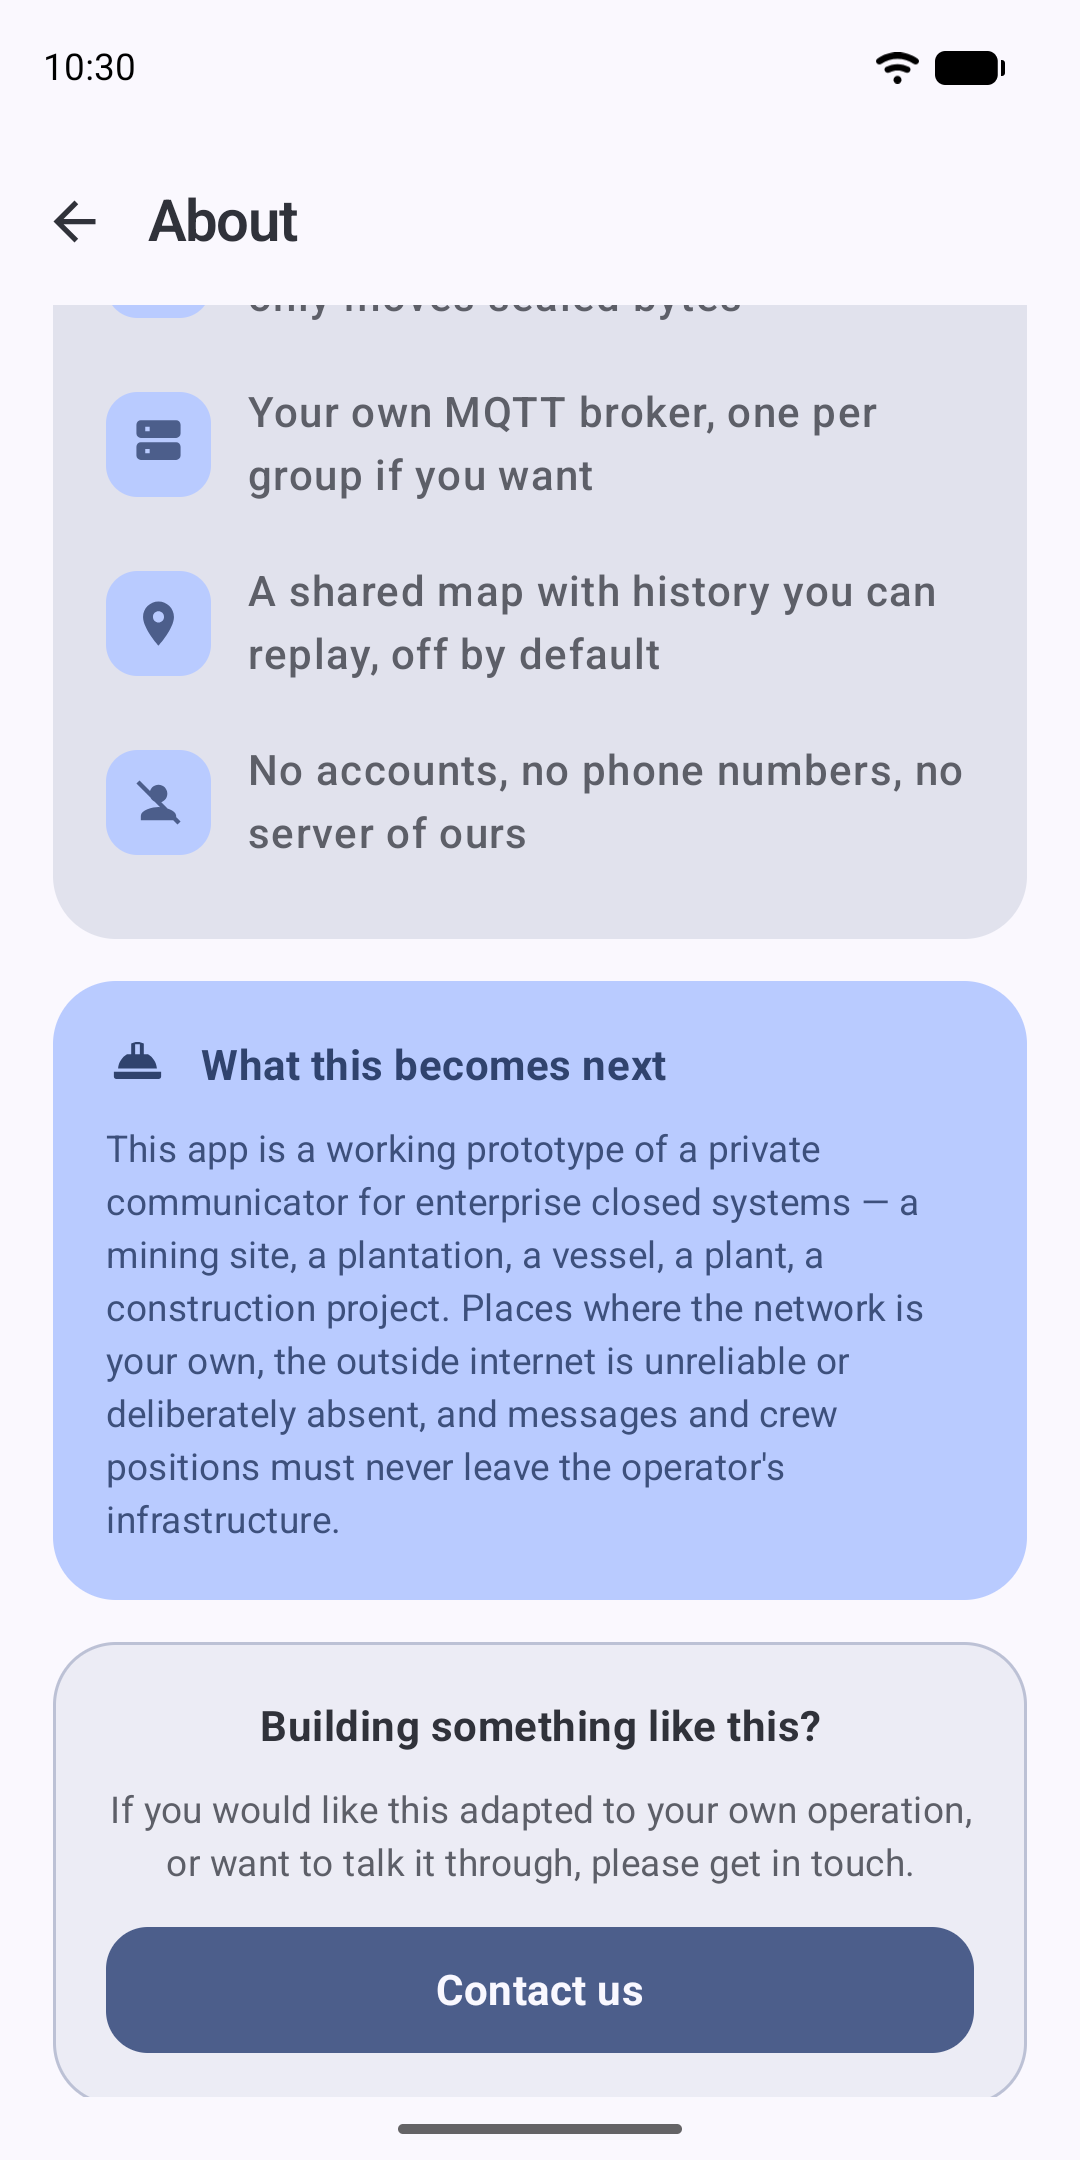 10:30
About
only moves sealed bytes
Your own MQTT broker, one per
group if you want
A shared map with history you can
replay, off by default
No accounts, no phone numbers, no
server of ours
What this becomes next
This app is a working prototype of a private
communicator for enterprise closed systems — a
mining site, a plantation, a vessel, a plant, a
construction project. Places where the network is
your own, the outside internet is unreliable or
deliberately absent, and messages and crew
positions must never leave the operator's
infrastructure.
Building something like this?
If you would like this adapted to your own operation,
or want to talk it through, please get in touch.
Contact us